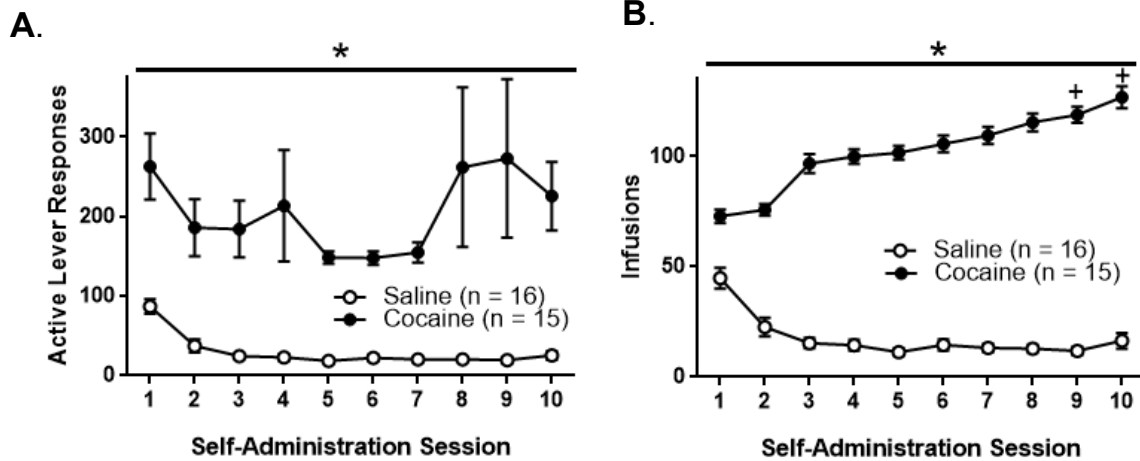 A.
*
Active Lever Responses
300
200
100
0
Saline (n = 16)
Cocaine (n = 15)
1 2 3 4 5 6 7 8 9 10
Self-Administration Session
B.
*
+ +
Infusions
100
50
0
Saline (n = 16)
Cocaine (n = 15)
1 2 3 4 5 6 7 8 9 10
Self-Administration Session